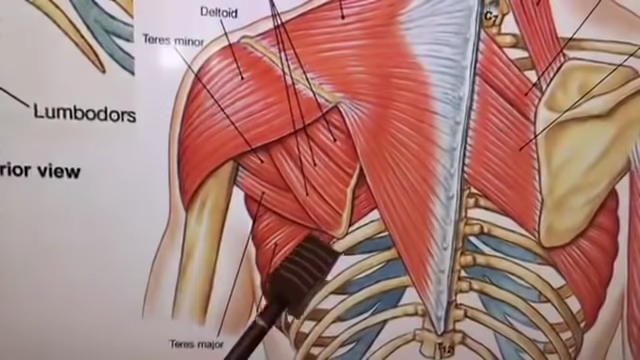 Deltoid
C7
Teres minor
Lumbodors
rior view
Teres major
T12